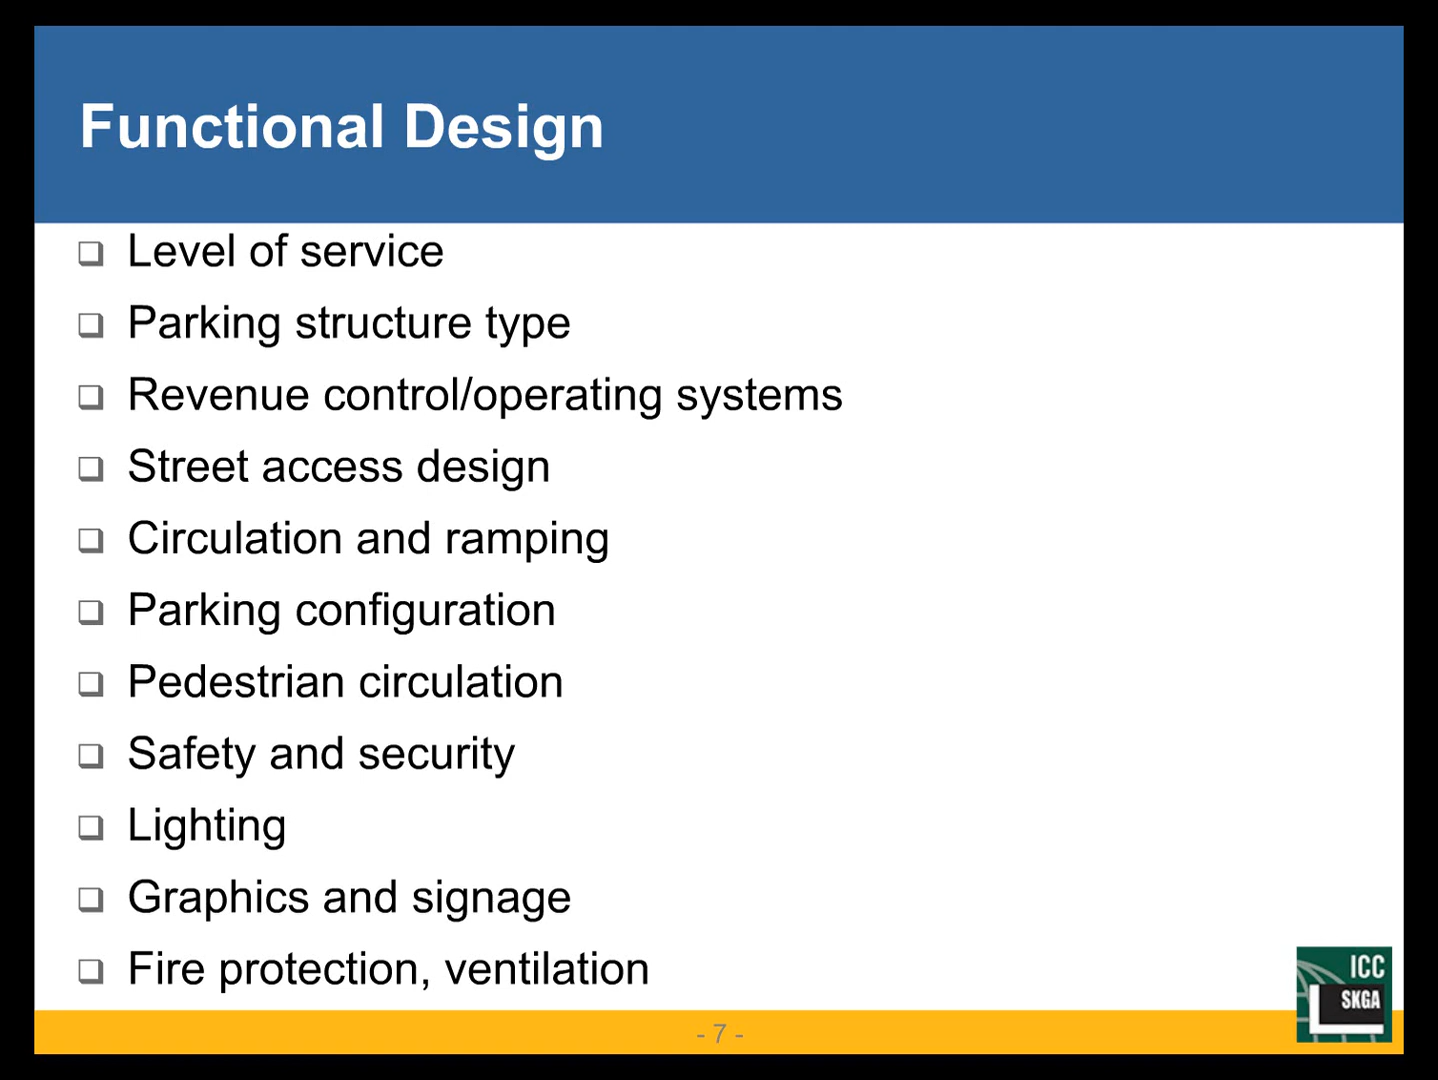 Functional Design
Level of service
Parking structure type
Revenue control/operating systems
Street access design
Circulation and ramping
Parking configuration
Pedestrian circulation
Safety and security
Lighting
Graphics and signage
Fire protection, ventilation
ICC
SKGA
- 7 -